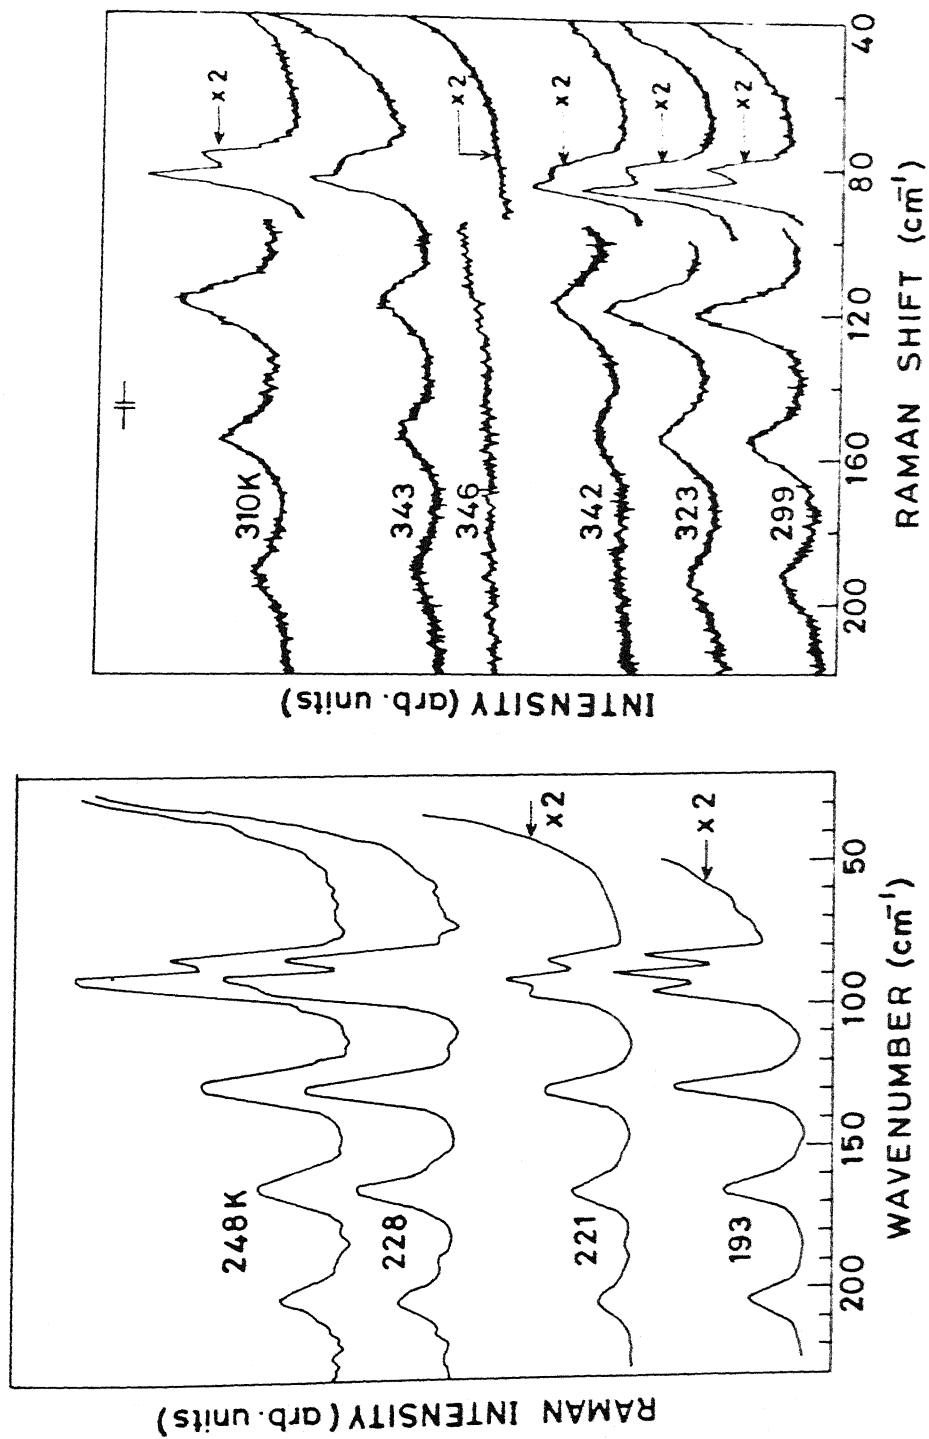 RAMAN INTENSITY (arb. units)
248K
228
221
193
x 2
x 2
200
150
100
50
WAVENUMBER (cm⁻¹)
INTENSITY (arb. units)
310K
343
346
342
323
299
x 2
x 2
x 2
x 2
x 2
200
160
120
80
40
RAMAN SHIFT (cm⁻¹)